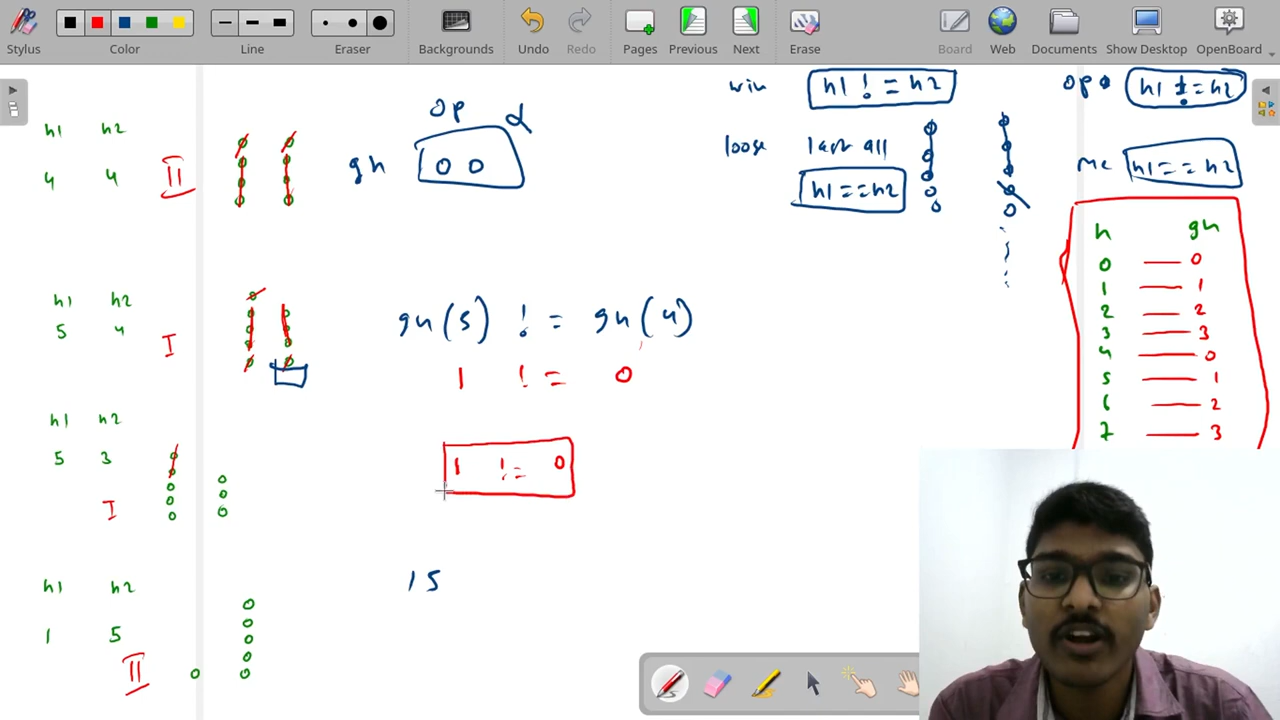 Stylus Color Line Eraser Backgrounds Undo Redo Pages Previous Next Erase Board Web Documents Show Desktop OpenBoard
h1 h2
4 4 II
gn
op
0 0
win h1 != h2
loose last all
h1 == h2
opo h1 != h2
me h1 == h2
n gn
0 — 0
1 — 1
2 — 2
3 — 3
4 — 0
5 — 1
6 — 2
7 — 3
h1 h2
5 4 I
gn(5) != gn(4)
1 != 0
h1 h2
5 3
I
1 != 0
h1 h2
1 5
II
15